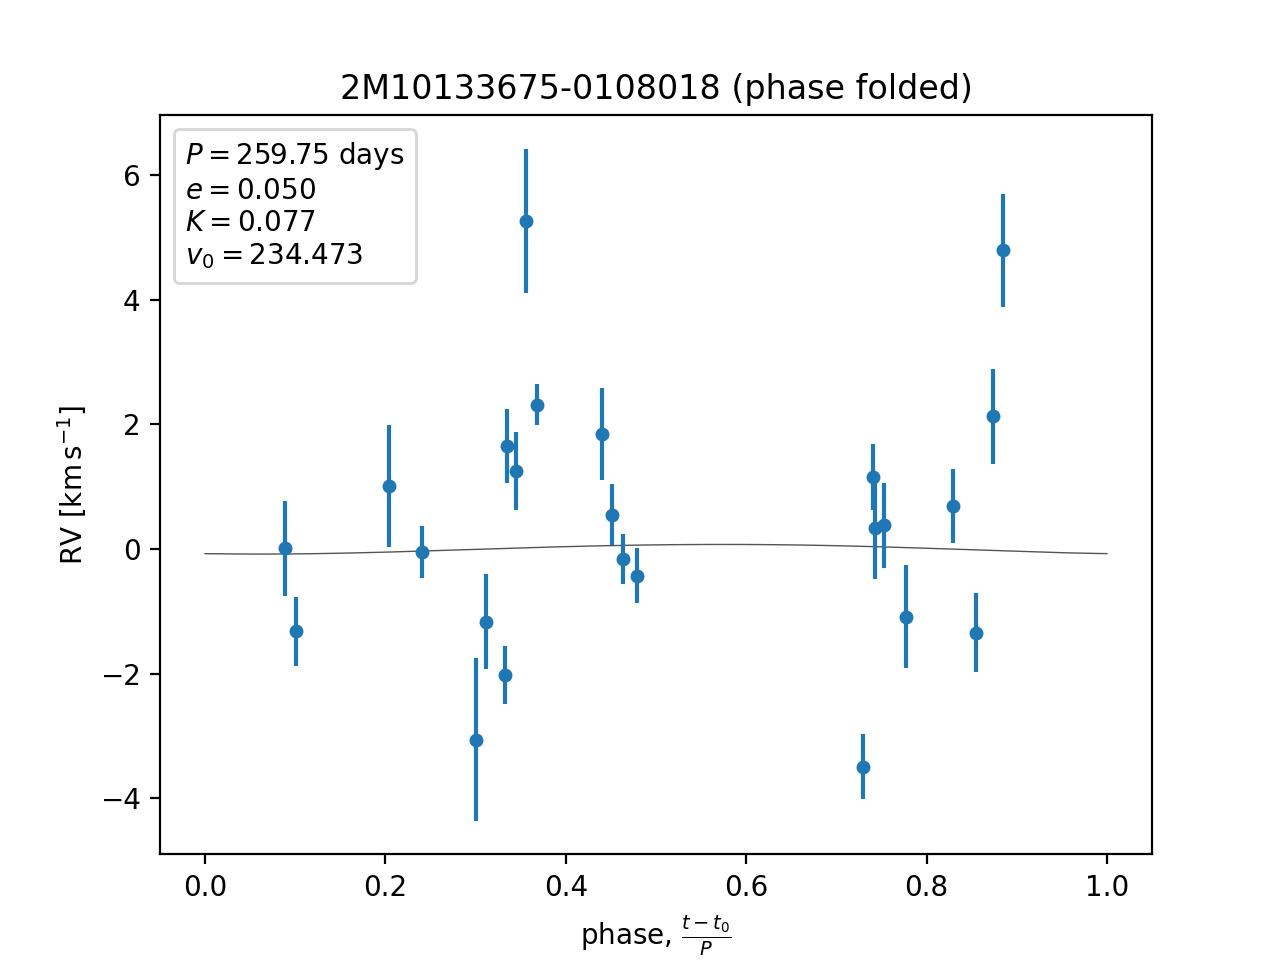 2M10133675-0108018 (phase folded)
P = 259.75 days
e = 0.050
K = 0.077
v₀ = 234.473
6
4
2
0
−2
−4
RV [km s⁻¹]
0.0 0.2 0.4 0.6 0.8 1.0
phase, (t − t₀)/P